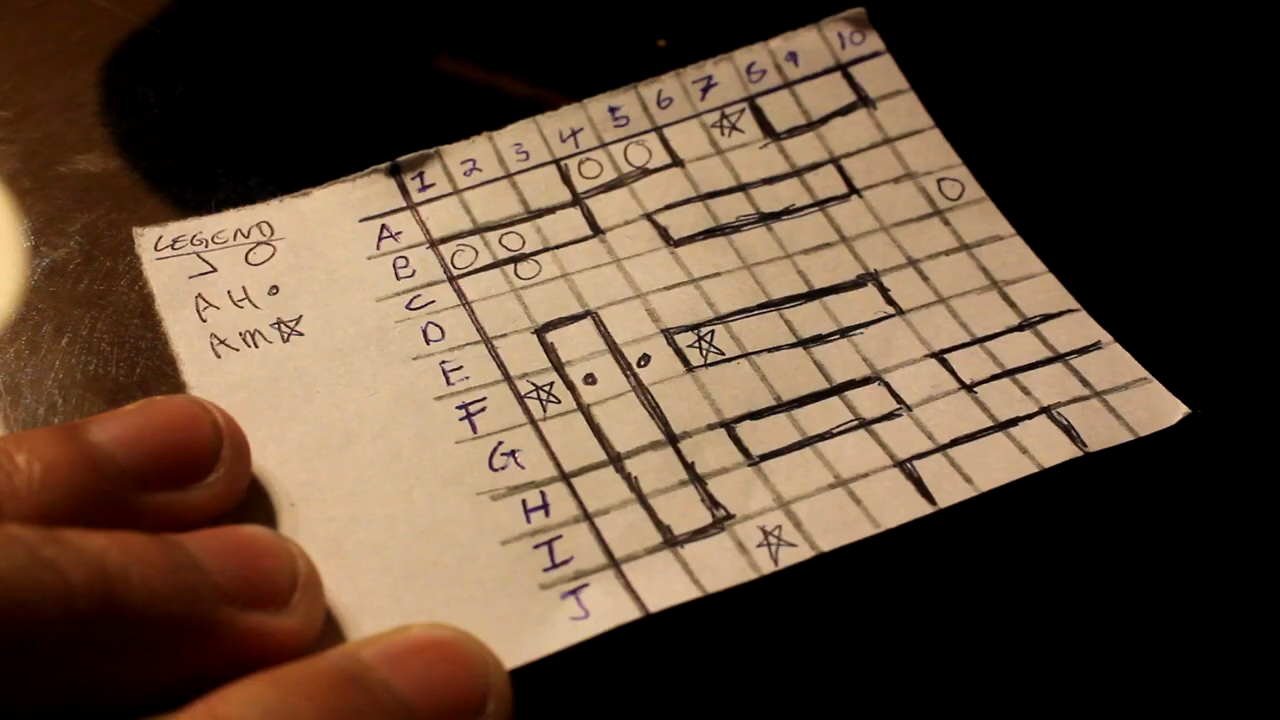 1 2 3 4 5 6 7 8 9 10
LEGEND
J ○
A H •
A M ☆
A
B
C
D
E
F
G
H
I
J